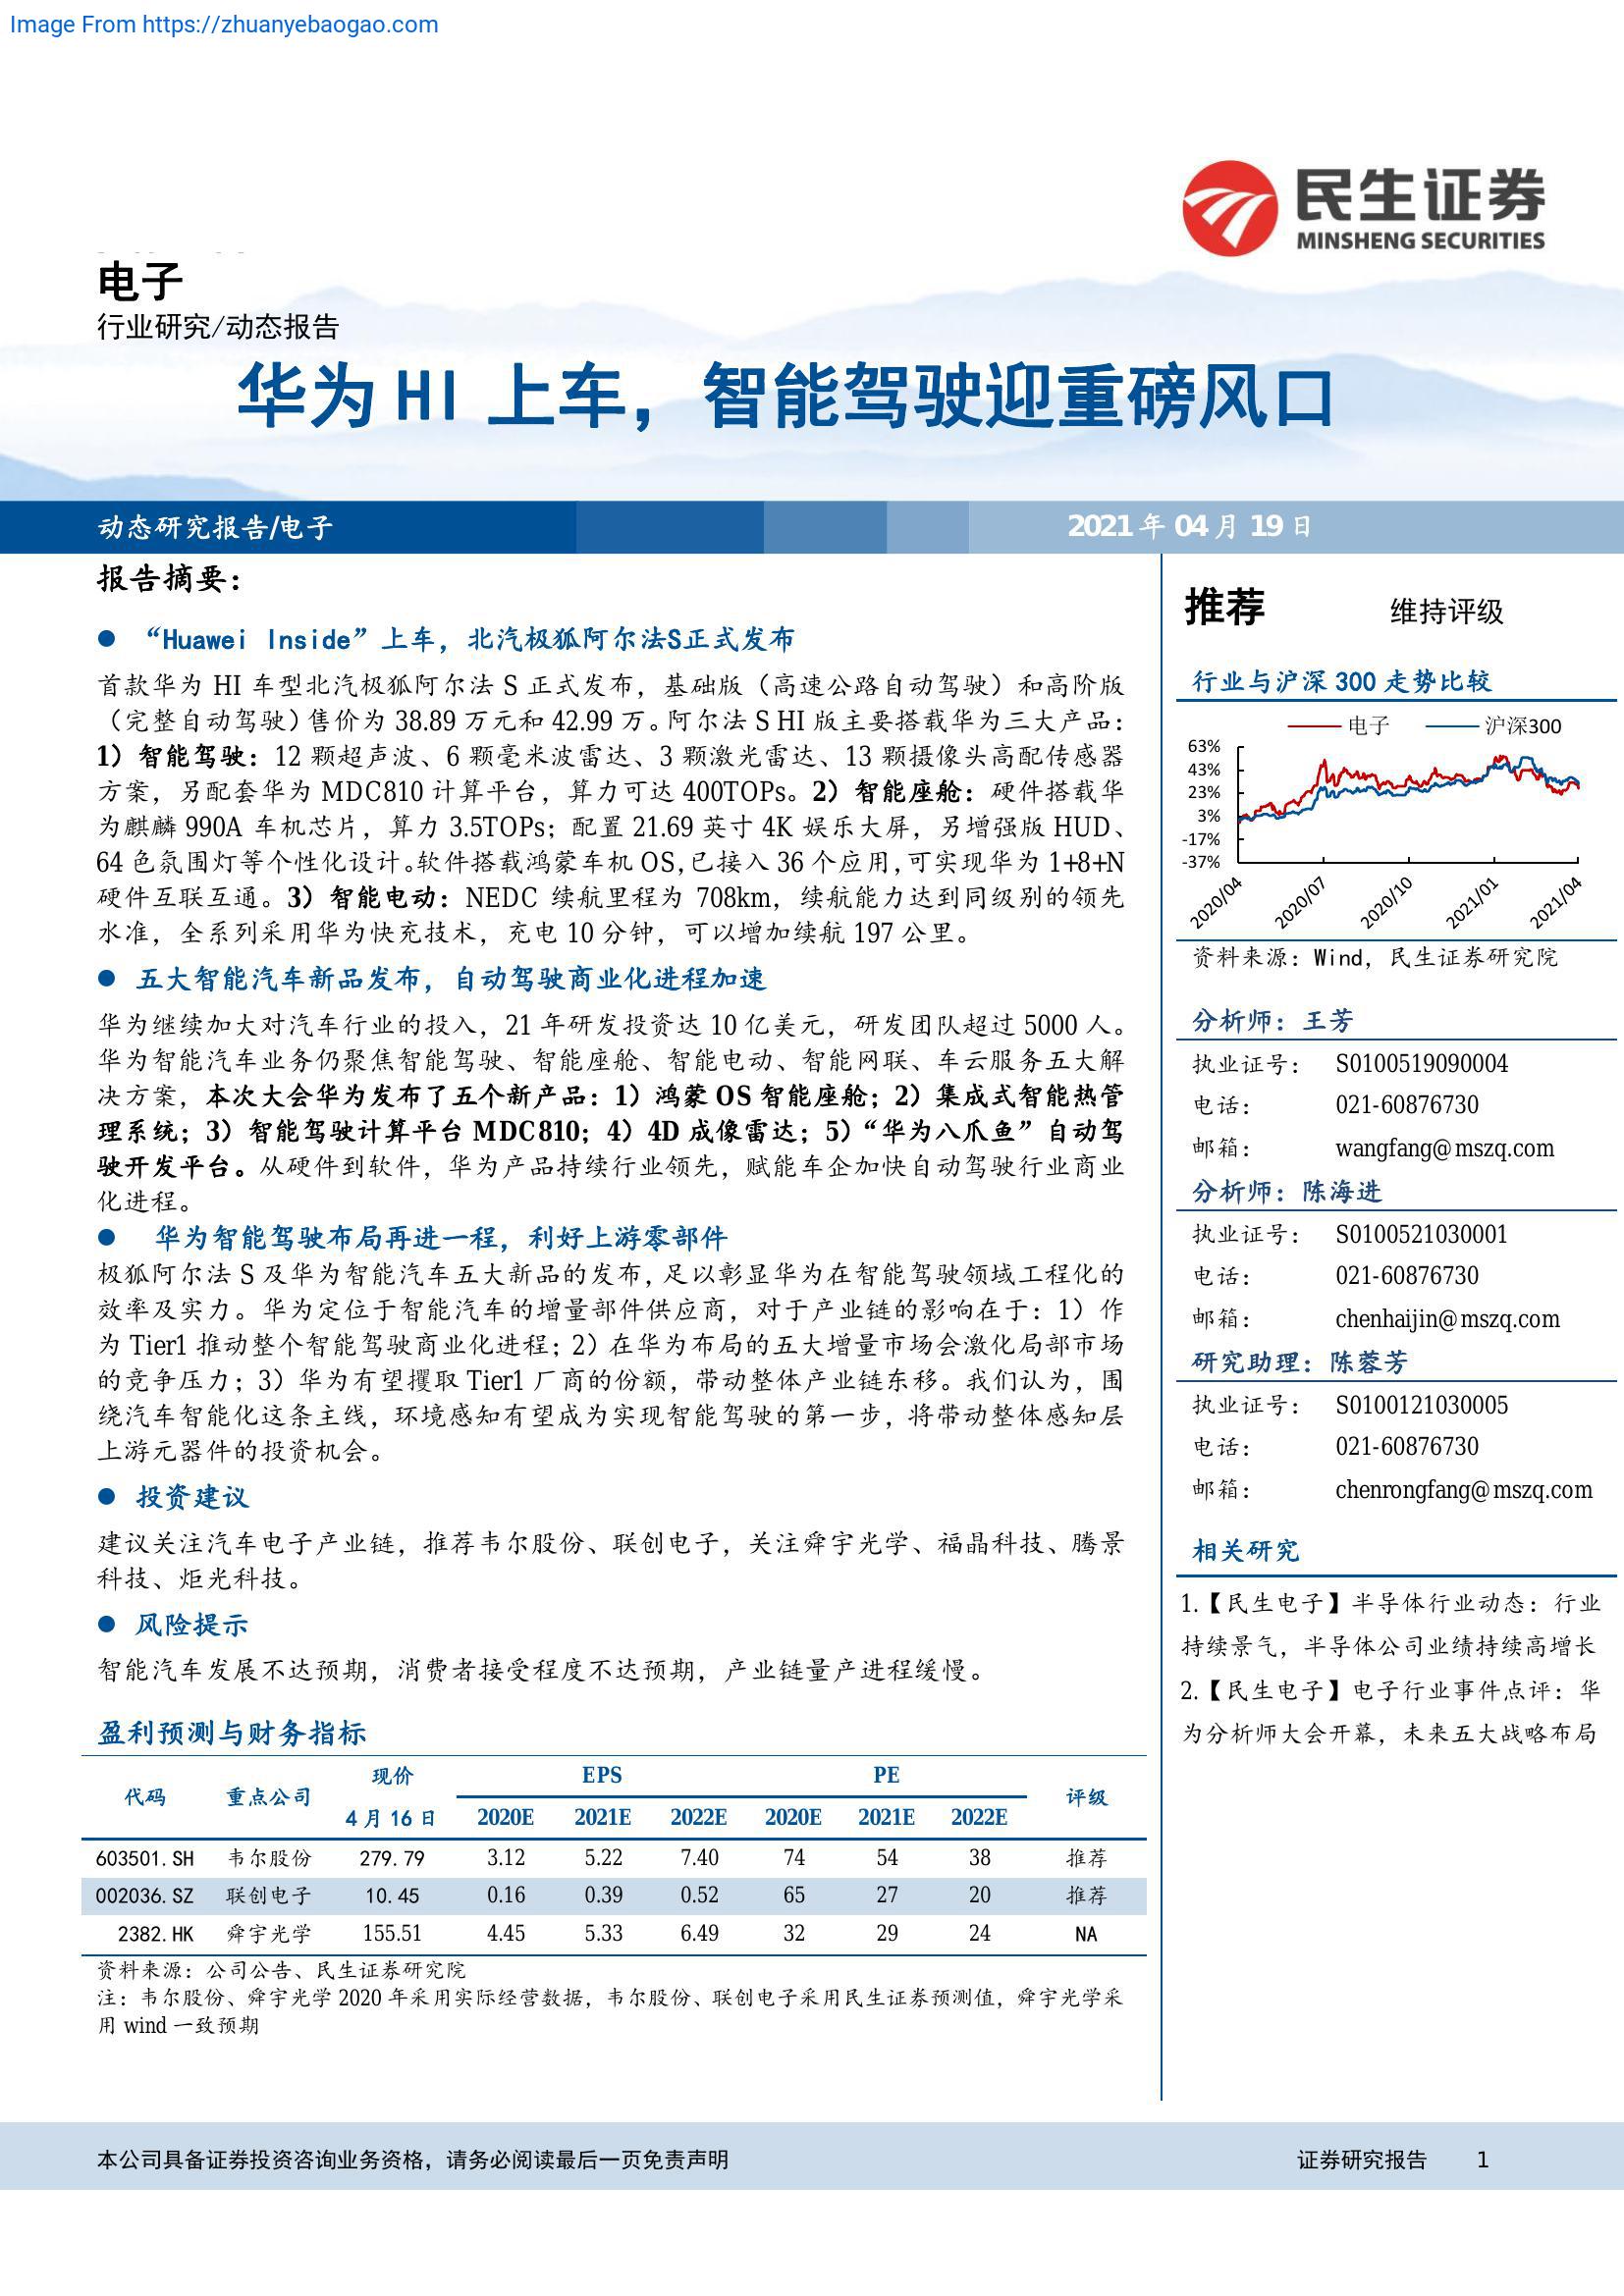 Image From https://zhuanyebaogao.com
民生证券
MINSHENG SECURITIES
电子
行业研究/动态报告
华为 HI 上车，智能驾驶迎重磅风口
动态研究报告/电子
2021 年 04 月 19 日
报告摘要：
● “Huawei Inside”上车，北汽极狐阿尔法S正式发布
首款华为 HI 车型北汽极狐阿尔法 S 正式发布，基础版（高速公路自动驾驶）和高阶版
（完整自动驾驶）售价为 38.89 万元和 42.99 万。阿尔法 S HI 版主要搭载华为三大产品：
1）智能驾驶：12 颗超声波、6 颗毫米波雷达、3 颗激光雷达、13 颗摄像头高配传感器
方案，另配套华为 MDC810 计算平台，算力可达 400TOPs。2）智能座舱：硬件搭载华
为麒麟 990A 车机芯片，算力 3.5TOPs；配置 21.69 英寸 4K 娱乐大屏，另增强版 HUD、
64 色氛围灯等个性化设计。软件搭载鸿蒙车机 OS，已接入 36 个应用，可实现华为 1+8+N
硬件互联互通。3）智能电动：NEDC 续航里程为 708km，续航能力达到同级别的领先
水准，全系列采用华为快充技术，充电 10 分钟，可以增加续航 197 公里。
● 五大智能汽车新品发布，自动驾驶商业化进程加速
华为继续加大对汽车行业的投入，21 年研发投资达 10 亿美元，研发团队超过 5000 人。
华为智能汽车业务仍聚焦智能驾驶、智能座舱、智能电动、智能网联、车云服务五大解
决方案，本次大会华为发布了五个新产品：1）鸿蒙 OS 智能座舱；2）集成式智能热管
理系统；3）智能驾驶计算平台 MDC810；4）4D 成像雷达；5）“华为八爪鱼”自动驾
驶开发平台。从硬件到软件，华为产品持续行业领先，赋能车企加快自动驾驶行业商业
化进程。
● 华为智能驾驶布局再进一程，利好上游零部件
极狐阿尔法 S 及华为智能汽车五大新品的发布，足以彰显华为在智能驾驶领域工程化的
效率及实力。华为定位于智能汽车的增量部件供应商，对于产业链的影响在于：1）作
为 Tier1 推动整个智能驾驶商业化进程；2）在华为布局的五大增量市场会激化局部市场
的竞争压力；3）华为有望攫取 Tier1 厂商的份额，带动整体产业链东移。我们认为，围
绕汽车智能化这条主线，环境感知有望成为实现智能驾驶的第一步，将带动整体感知层
上游元器件的投资机会。
● 投资建议
建议关注汽车电子产业链，推荐韦尔股份、联创电子，关注舜宇光学、福晶科技、腾景
科技、炬光科技。
● 风险提示
智能汽车发展不达预期，消费者接受程度不达预期，产业链量产进程缓慢。
盈利预测与财务指标
代码 重点公司 现价 EPS PE 评级
4 月 16 日 2020E 2021E 2022E 2020E 2021E 2022E
603501.SH 韦尔股份 279.79 3.12 5.22 7.40 74 54 38 推荐
002036.SZ 联创电子 10.45 0.16 0.39 0.52 65 27 20 推荐
2382.HK 舜宇光学 155.51 4.45 5.33 6.49 32 29 24 NA
资料来源：公司公告、民生证券研究院
注：韦尔股份、舜宇光学 2020 年采用实际经营数据，韦尔股份、联创电子采用民生证券预测值，舜宇光学采
用 wind 一致预期
推荐 维持评级
行业与沪深 300 走势比较
电子 沪深300
63%
43%
23%
3%
-17%
-37%
2020/04 2020/07 2020/10 2021/01 2021/04
资料来源：Wind，民生证券研究院
分析师：王芳
执业证号： S0100519090004
电话： 021-60876730
邮箱： wangfang@mszq.com
分析师：陈海进
执业证号： S0100521030001
电话： 021-60876730
邮箱： chenhaijin@mszq.com
研究助理：陈蓉芳
执业证号： S0100121030005
电话： 021-60876730
邮箱： chenrongfang@mszq.com
相关研究
1.【民生电子】半导体行业动态：行业
持续景气，半导体公司业绩持续高增长
2.【民生电子】电子行业事件点评：华
为分析师大会开幕，未来五大战略布局
本公司具备证券投资咨询业务资格，请务必阅读最后一页免责声明
证券研究报告 1